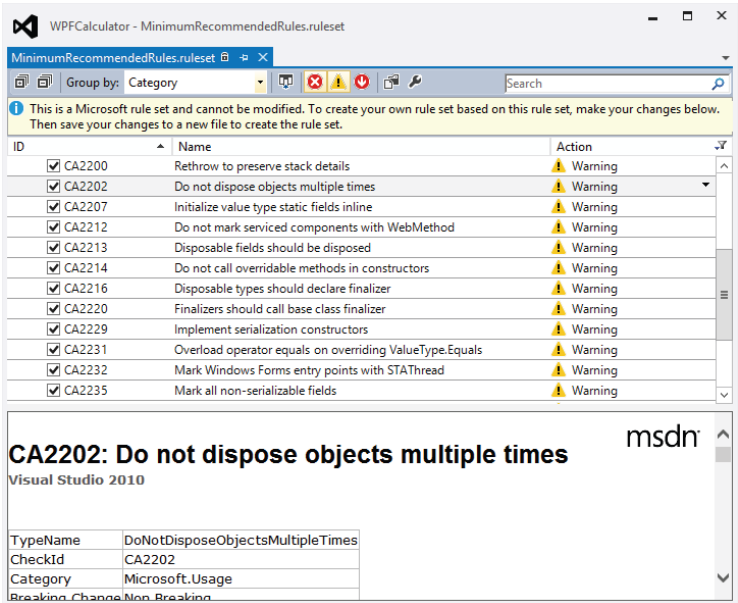 WPFCalculator - MinimumRecommendedRules.ruleset
MinimumRecommendedRules.ruleset
Group by: Category
Search
This is a Microsoft rule set and cannot be modified. To create your own rule set based on this rule set, make your changes below.
Then save your changes to a new file to create the rule set.
ID Name Action
CA2200 Rethrow to preserve stack details Warning
CA2202 Do not dispose objects multiple times Warning
CA2207 Initialize value type static fields inline Warning
CA2212 Do not mark serviced components with WebMethod Warning
CA2213 Disposable fields should be disposed Warning
CA2214 Do not call overridable methods in constructors Warning
CA2216 Disposable types should declare finalizer Warning
CA2220 Finalizers should call base class finalizer Warning
CA2229 Implement serialization constructors Warning
CA2231 Overload operator equals on overriding ValueType.Equals Warning
CA2232 Mark Windows Forms entry points with STAThread Warning
CA2235 Mark all non-serializable fields Warning
msdn
CA2202: Do not dispose objects multiple times
Visual Studio 2010
TypeName DoNotDisposeObjectsMultipleTimes
CheckId CA2202
Category Microsoft.Usage
Breaking Change Non Breaking